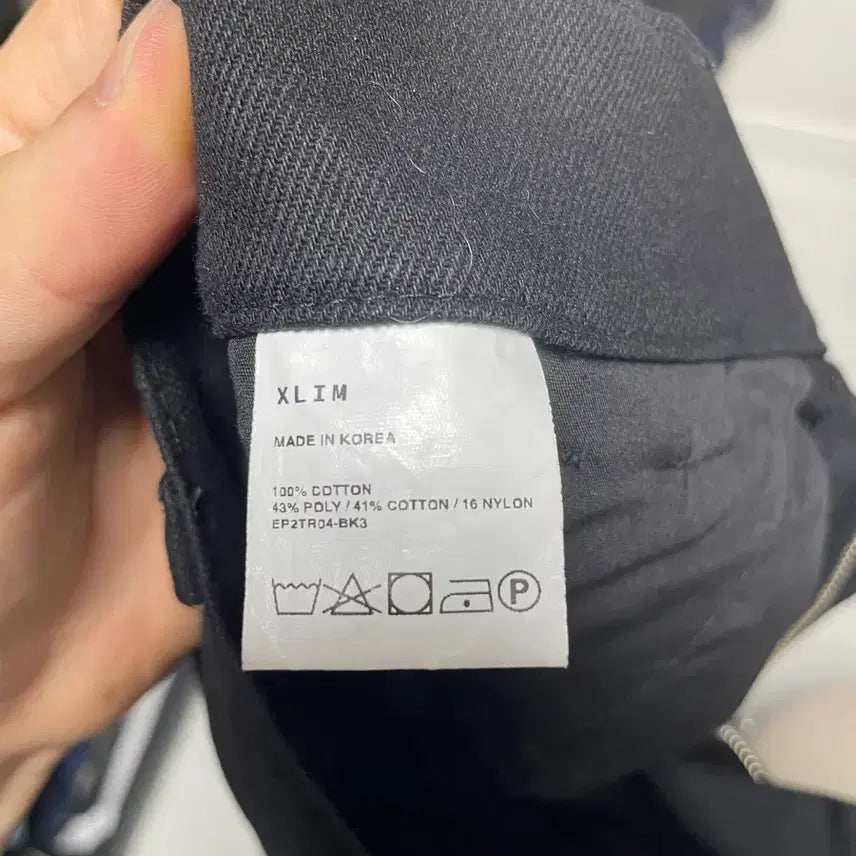 XLIM
MADE IN KOREA
100% COTTON
43% POLY / 41% COTTON / 16 NYLON
EP2TR04-BK3
P